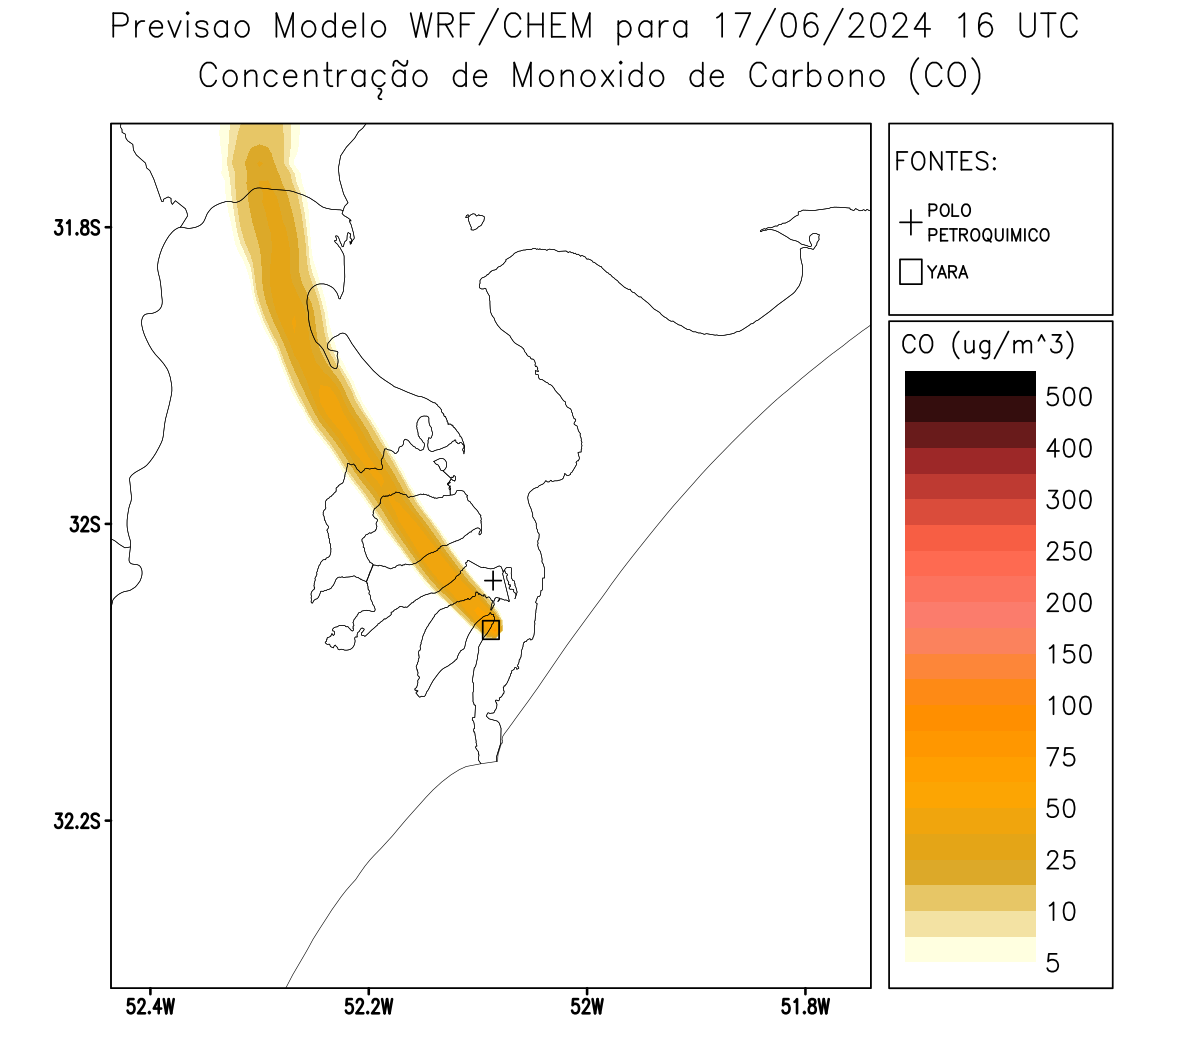 Previsao Modelo WRF/CHEM para 17/06/2024 16 UTC
Concentração de Monoxido de Carbono (CO)
FONTES:
POLO
PETROQUIMICO
YARA
CO (ug/m^3)
500
400
300
250
200
150
100
75
50
25
10
5
31.8S
32S
32.2S
52.4W
52.2W
52W
51.8W